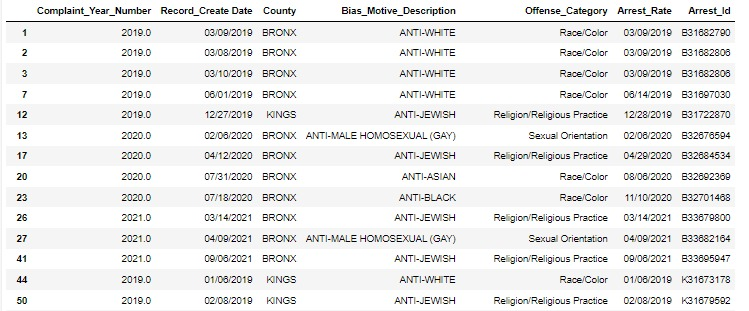 Complaint_Year_Number Record_Create Date County Bias_Motive_Description Offense_Category Arrest_Rate Arrest_Id
1 2019.0 03/09/2019 BRONX ANTI-WHITE Race/Color 03/09/2019 B31682790
2 2019.0 03/08/2019 BRONX ANTI-WHITE Race/Color 03/08/2019 B31682806
3 2019.0 03/10/2019 BRONX ANTI-WHITE Race/Color 03/10/2019 B31682806
7 2019.0 06/01/2019 BRONX ANTI-WHITE Race/Color 06/14/2019 B31697030
12 2019.0 12/27/2019 KINGS ANTI-JEWISH Religion/Religious Practice 12/28/2019 B31722870
13 2020.0 02/06/2020 BRONX ANTI-MALE HOMOSEXUAL (GAY) Sexual Orientation 02/06/2020 B32676594
17 2020.0 04/12/2020 BRONX ANTI-JEWISH Religion/Religious Practice 04/29/2020 B32684534
20 2020.0 07/31/2020 BRONX ANTI-ASIAN Race/Color 08/06/2020 B32692369
23 2020.0 07/18/2020 BRONX ANTI-BLACK Race/Color 11/10/2020 B32701468
26 2021.0 03/14/2021 BRONX ANTI-JEWISH Religion/Religious Practice 03/14/2021 B33679800
27 2021.0 04/09/2021 BRONX ANTI-MALE HOMOSEXUAL (GAY) Sexual Orientation 04/09/2021 B33682164
41 2021.0 09/06/2021 BRONX ANTI-JEWISH Religion/Religious Practice 09/06/2021 B33695947
44 2019.0 01/06/2019 KINGS ANTI-WHITE Race/Color 01/06/2019 K31673178
50 2019.0 02/08/2019 KINGS ANTI-JEWISH Religion/Religious Practice 02/08/2019 K31679592